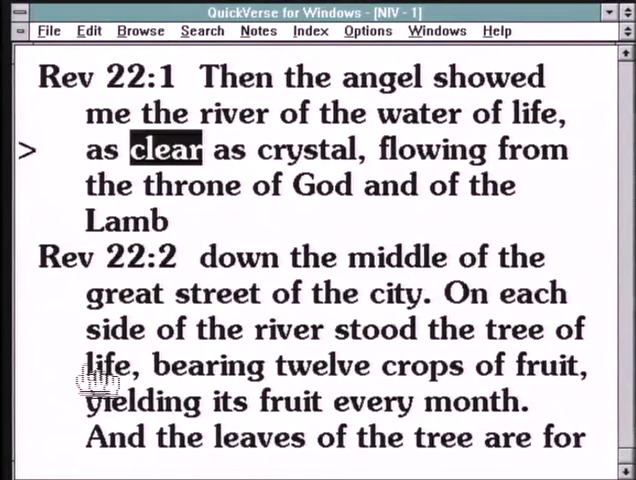 QuickVerse for Windows - [NIV - 1]
File Edit Browse Search Notes Index Options Windows Help
Rev 22:1 Then the angel showed
me the river of the water of life,
> as clear as crystal, flowing from
the throne of God and of the
Lamb
Rev 22:2 down the middle of the
great street of the city. On each
side of the river stood the tree of
life, bearing twelve crops of fruit,
yielding its fruit every month.
And the leaves of the tree are for